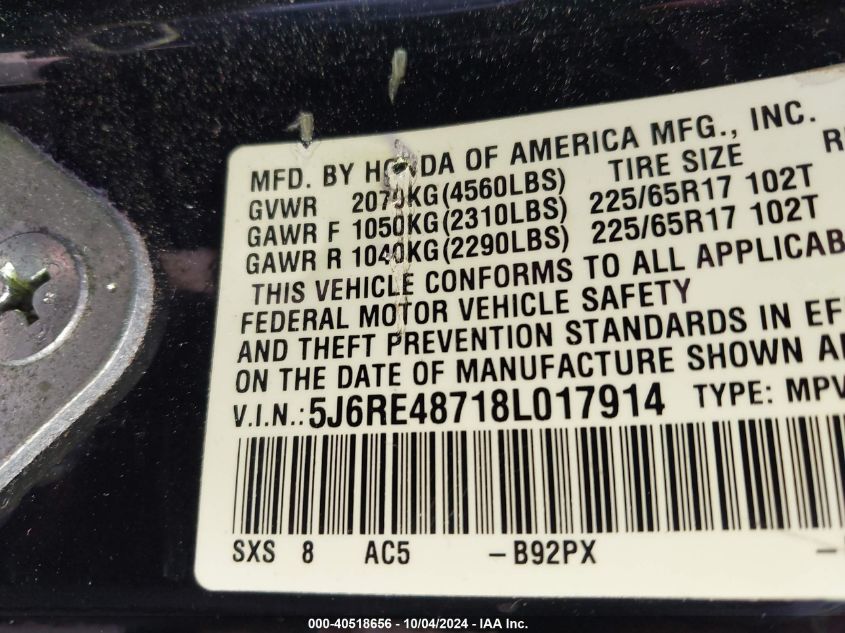 MFD. BY HONDA OF AMERICA MFG., INC.
GVWR 2070KG(4560LBS) TIRE SIZE R
GAWR F 1050KG(2310LBS) 225/65R17 102T
GAWR R 1040KG(2290LBS) 225/65R17 102T
THIS VEHICLE CONFORMS TO ALL APPLICAB
FEDERAL MOTOR VEHICLE SAFETY
AND THEFT PREVENTION STANDARDS IN EF
ON THE DATE OF MANUFACTURE SHOWN A
V.I.N.: 5J6RE48718L017914 TYPE: MPV
SXS 8 AC5 -B92PX -
000-40518656 - 10/04/2024 - IAA Inc.